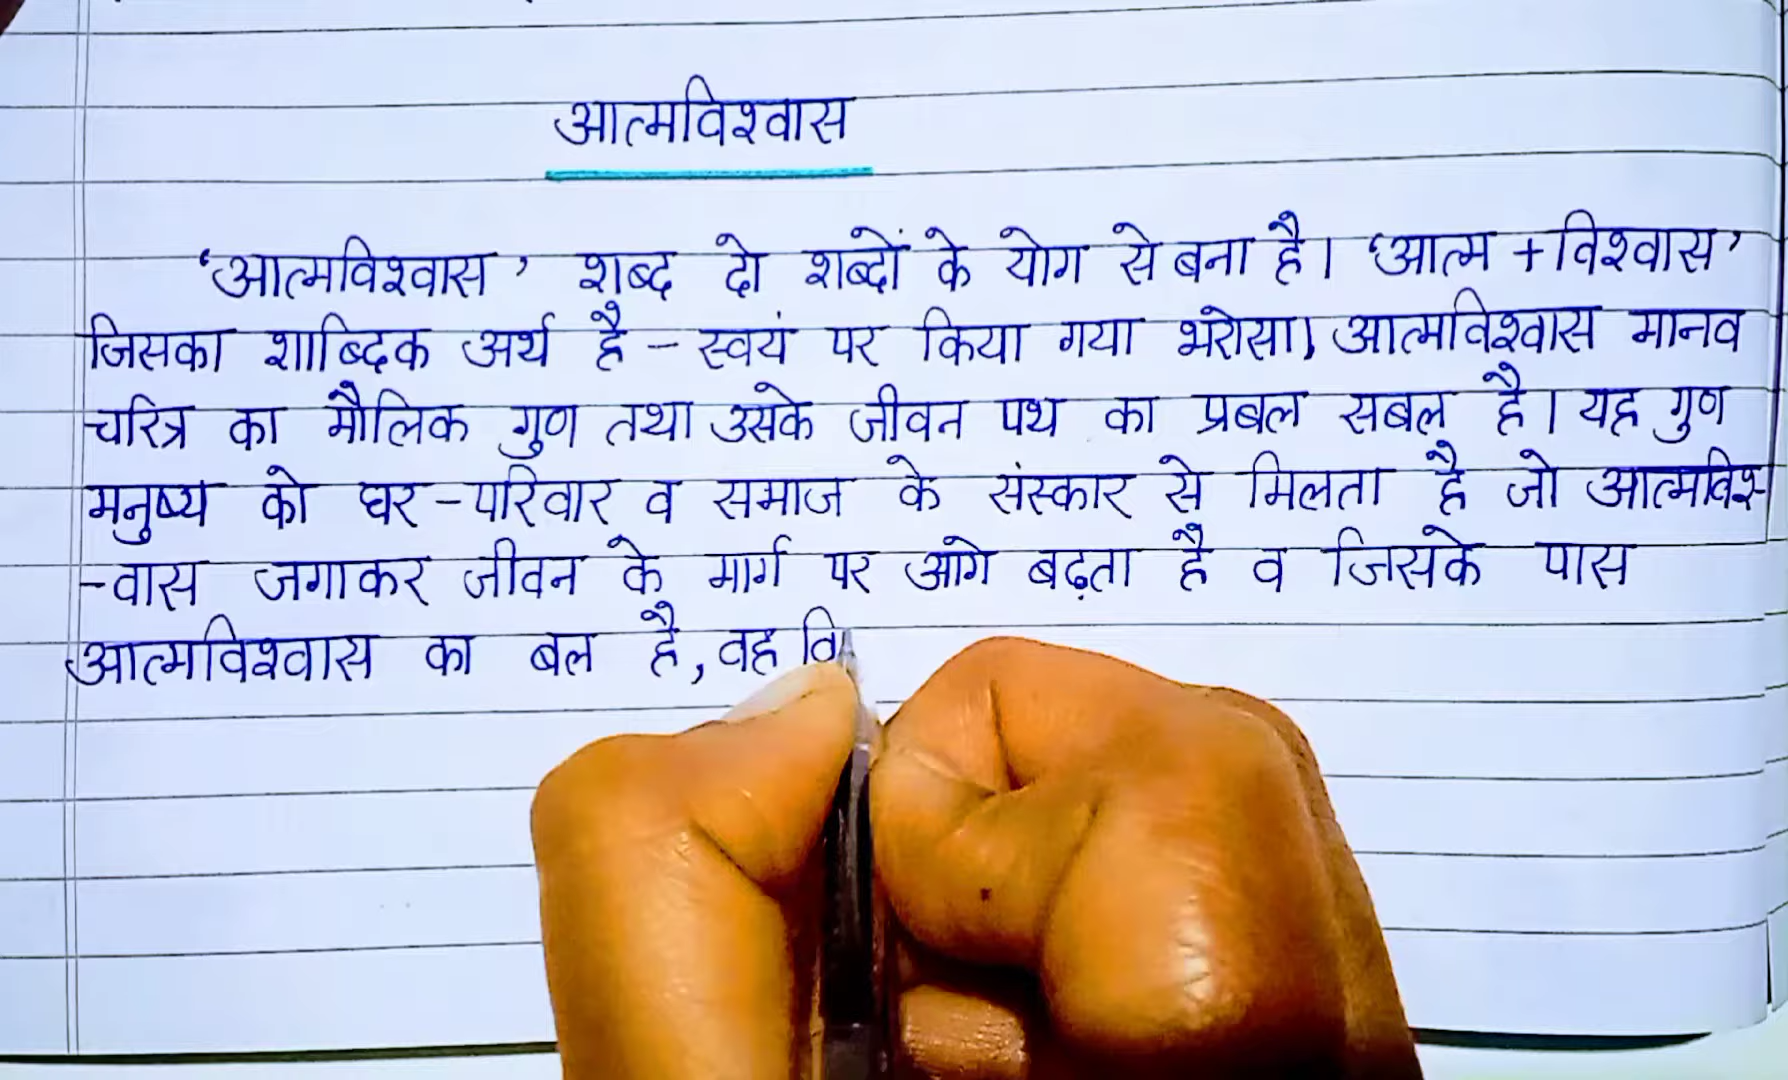 आत्मविश्वास
'आत्मविश्वास' शब्द दो शब्दों के योग से बना है। 'आत्म + विश्वास'
जिसका शाब्दिक अर्थ है - स्वयं पर किया गया भरोसा। आत्मविश्वास मानव
चरित्र का मौलिक गुण तथा उसके जीवन पथ का प्रबल सबल है। यह गुण
मनुष्य को घर-परिवार व समाज के संस्कार से मिलता है जो आत्मविश-
-वास जगाकर जीवन के मार्ग पर आगे बढ़ता है व जिसके पास
आत्मविश्वास का बल है, वह